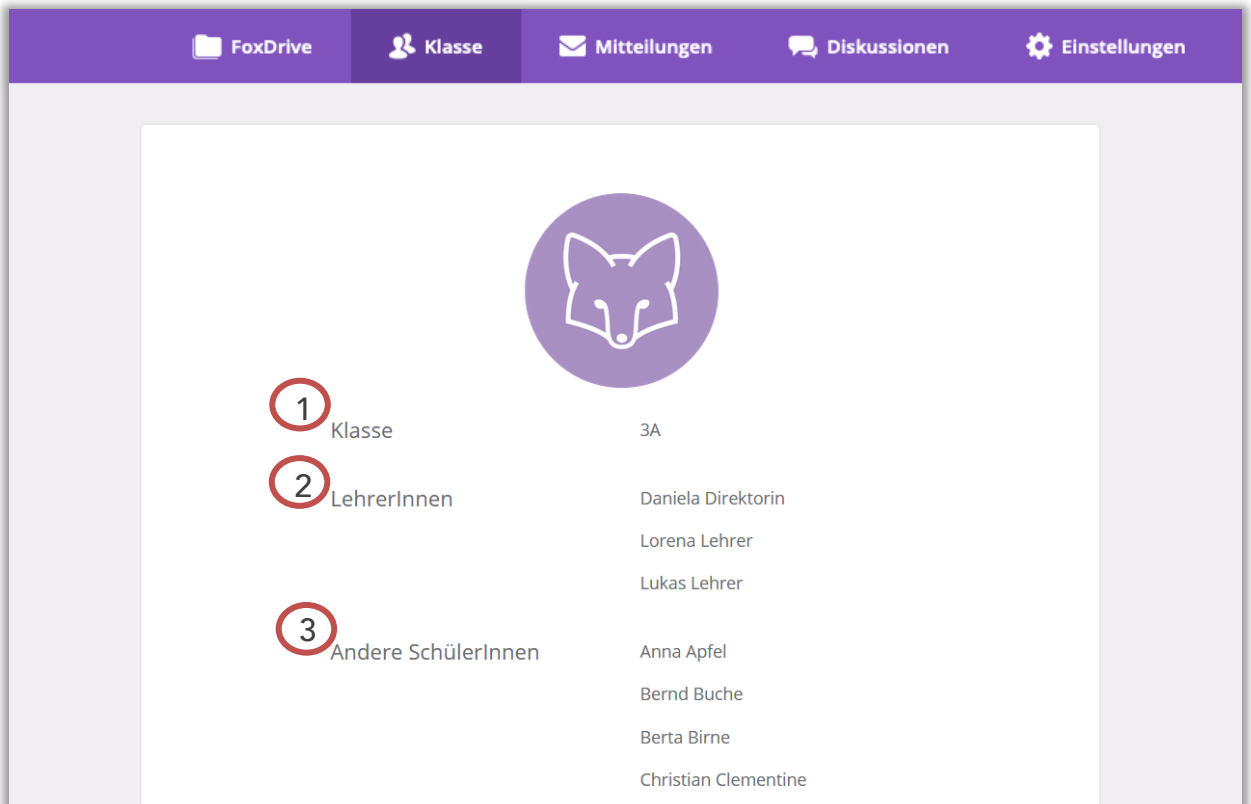 FoxDrive Klasse Mitteilungen Diskussionen Einstellungen
1
Klasse 3A
2
LehrerInnen Daniela Direktorin
Lorena Lehrer
Lukas Lehrer
3
Andere SchülerInnen Anna Apfel
Bernd Buche
Berta Birne
Christian Clementine